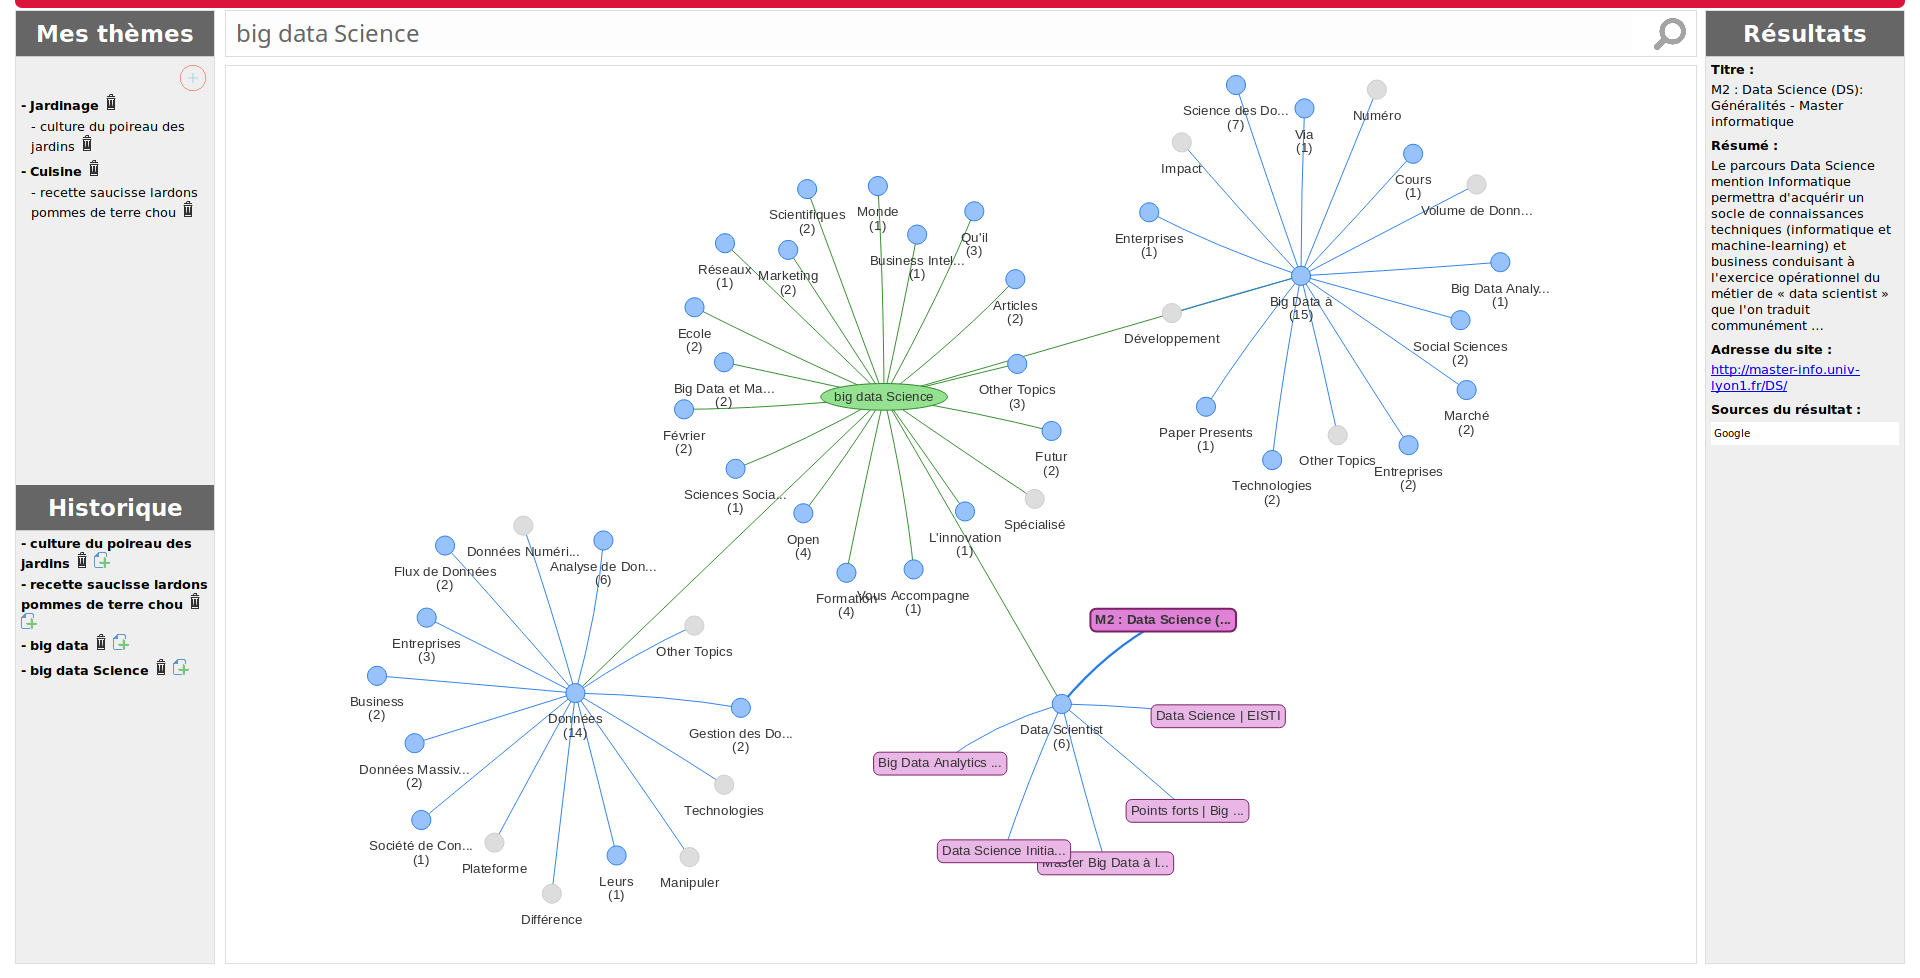 Mes thèmes
- Jardinage
- culture du poireau des
jardins
- Cuisine
- recette saucisse lardons
pommes de terre chou
Historique
- culture du poireau des
jardins
- recette saucisse lardons
pommes de terre chou
- big data
- big data Science
big data Science
Science des Do...
(7)
Via
(1)
Numéro
Impact
Cours
(1)
Volume de Donn...
Enterprises
(1)
Big Data Analy...
(1)
Big Data à
(15)
Développement
Social Sciences
(2)
Marché
(2)
Paper Presents
(1)
Technologies
(2)
Other Topics
Entreprises
(2)
Scientifiques
(2)
Monde
(1)
Qu'il
(3)
Business Intel...
(1)
Réseaux
(1)
Marketing
(2)
Articles
(2)
Ecole
(2)
Big Data et Ma...
(2)
Other Topics
(3)
big data Science
Février
(2)
Futur
(2)
Sciences Socia...
(1)
Spécialisé
Open
(4)
L'innovation
(1)
Formation
(4)
Vous Accompagne
(1)
Données Numéri...
Flux de Données
(2)
Analyse de Don...
(6)
Entreprises
(3)
Other Topics
Business
(2)
Données
(14)
Gestion des Do...
(2)
Données Massiv...
(2)
Technologies
Société de Con...
(1)
Plateforme
Leurs
(1)
Manipuler
Différence
M2 : Data Science (...
Data Science | EISTI
Data Scientist
(6)
Big Data Analytics ...
Points forts | Big ...
Data Science Initia...
Master Big Data à l...
Résultats
Titre :
M2 : Data Science (DS):
Généralités - Master
informatique
Résumé :
Le parcours Data Science
mention Informatique
permettra d'acquérir un
socle de connaissances
techniques (informatique et
machine-learning) et
business conduisant à
l'exercice opérationnel du
métier de « data scientist »
que l'on traduit
communément ...
Adresse du site :
http://master-info.univ-
lyon1.fr/DS/
Sources du résultat :
Google